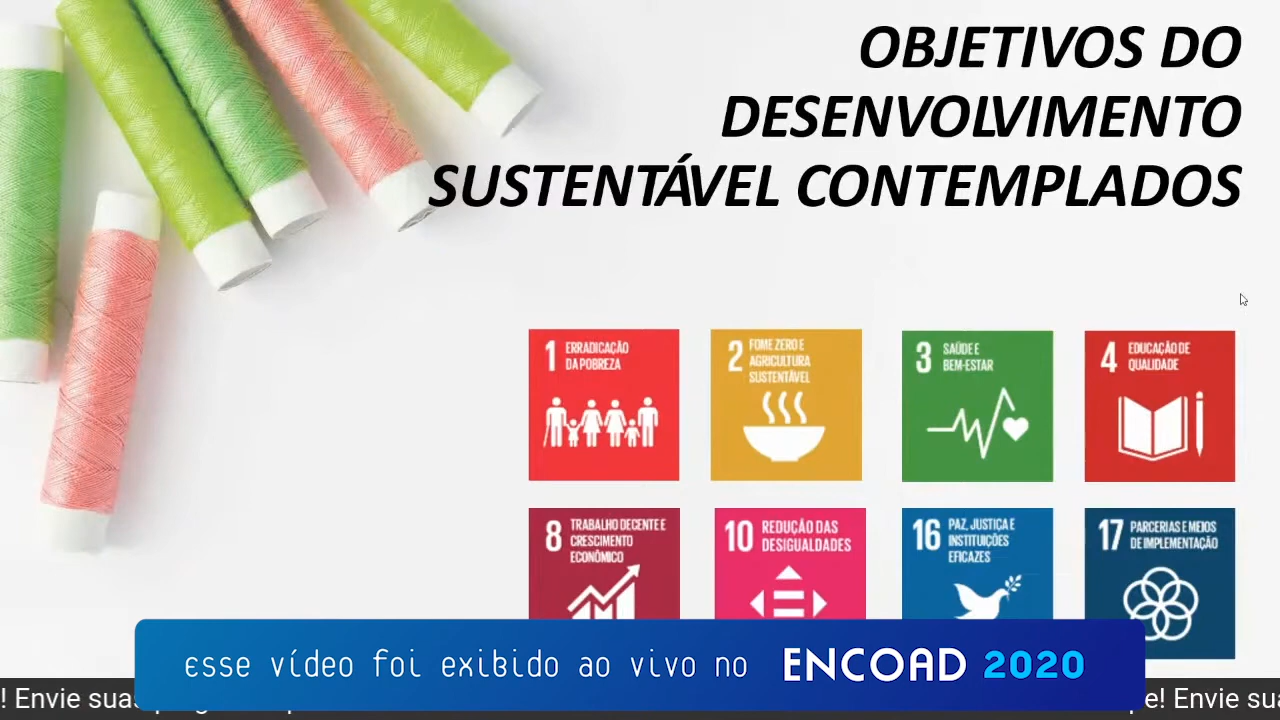 OBJETIVOS DO
DESENVOLVIMENTO
SUSTENTÁVEL CONTEMPLADOS
1 ERRADICAÇÃO
DA POBREZA
2 FOME ZERO E
AGRICULTURA
SUSTENTÁVEL
3 SAÚDE E
BEM-ESTAR
4 EDUCAÇÃO DE
QUALIDADE
8 TRABALHO DECENTE E
CRESCIMENTO
ECONÔMICO
10 REDUÇÃO DAS
DESIGUALDADES
16 PAZ, JUSTIÇA E
INSTITUIÇÕES
EFICAZES
17 PARCERIAS E MEIOS
DE IMPLEMENTAÇÃO
esse vídeo foi exibido ao vivo no ENCOAD 2020
! Envie suas
pe! Envie sua